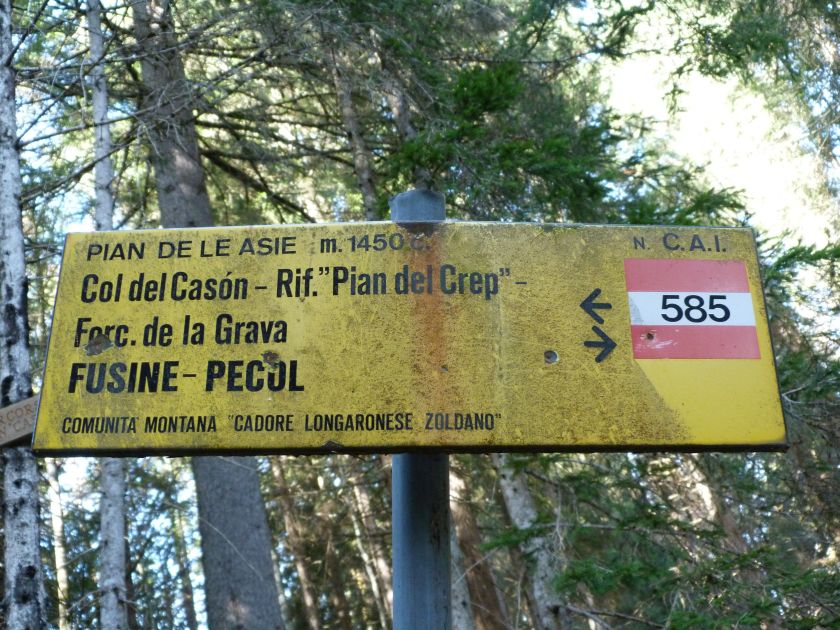 PIAN DE LE ASIE m. 1450 c.
N. C.A.I.
Col del Casón - Rif."Pian del Crep" -
Forc. de la Grava
585
FUSINE - PECOL
COMUNITA' MONTANA "CADORE LONGARONESE ZOLDANO"